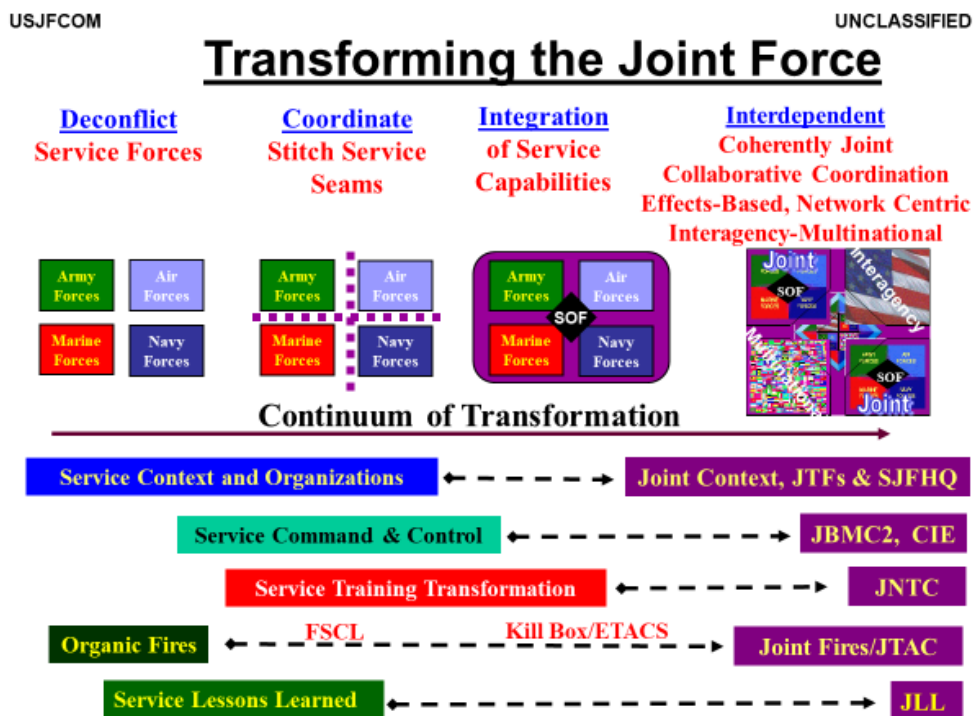 USJFCOM
UNCLASSIFIED
Transforming the Joint Force
Deconflict
Service Forces
Coordinate
Stitch Service
Seams
Integration
of Service
Capabilities
Interdependent
Coherently Joint
Collaborative Coordination
Effects-Based, Network Centric
Interagency-Multinational
Army
Forces
Air
Forces
Marine
Forces
Navy
Forces
Army
Forces
Air
Forces
Marine
Forces
Navy
Forces
Army
Forces
Air
Forces
SOF
Marine
Forces
Navy
Forces
Joint
SOF
Interagency
ARMY
FORCES
AIR
FORCES
SOF
Joint
Continuum of Transformation
Service Context and Organizations
Joint Context, JTFs & SJFHQ
Service Command & Control
JBMC2, CIE
Service Training Transformation
JNTC
Organic Fires
FSCL
Kill Box/ETACS
Joint Fires/JTAC
Service Lessons Learned
JLL